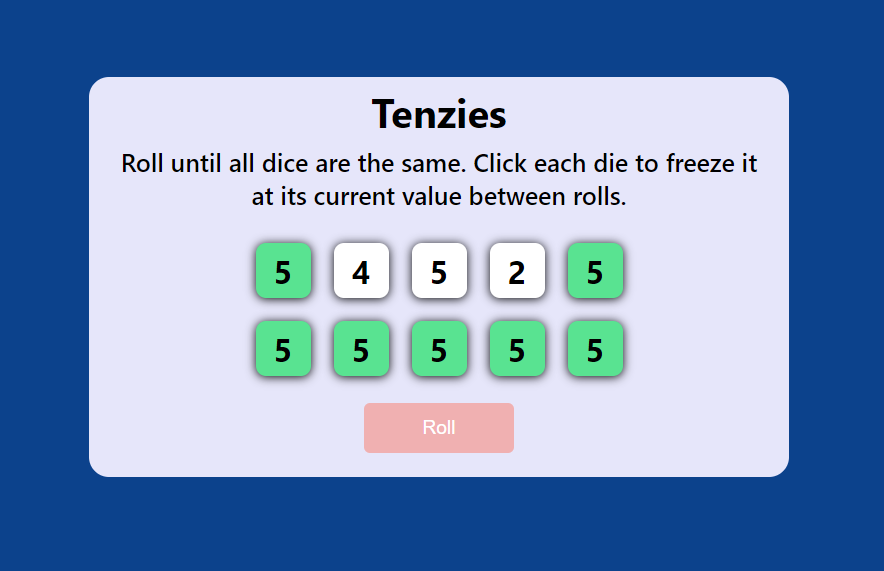 Tenzies
Roll until all dice are the same. Click each die to freeze it
at its current value between rolls.
5 4 5 2 5
5 5 5 5 5
Roll